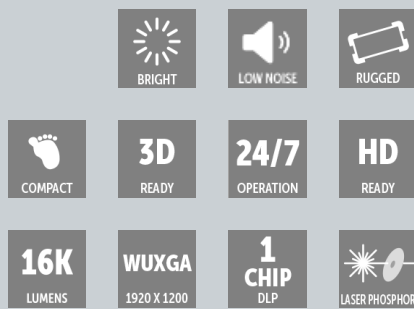 BRIGHT
LOW NOISE
RUGGED
COMPACT
3D
READY
24/7
OPERATION
HD
READY
16K
LUMENS
WUXGA
1920 X 1200
1
CHIP
DLP
LASER PHOSPHOR